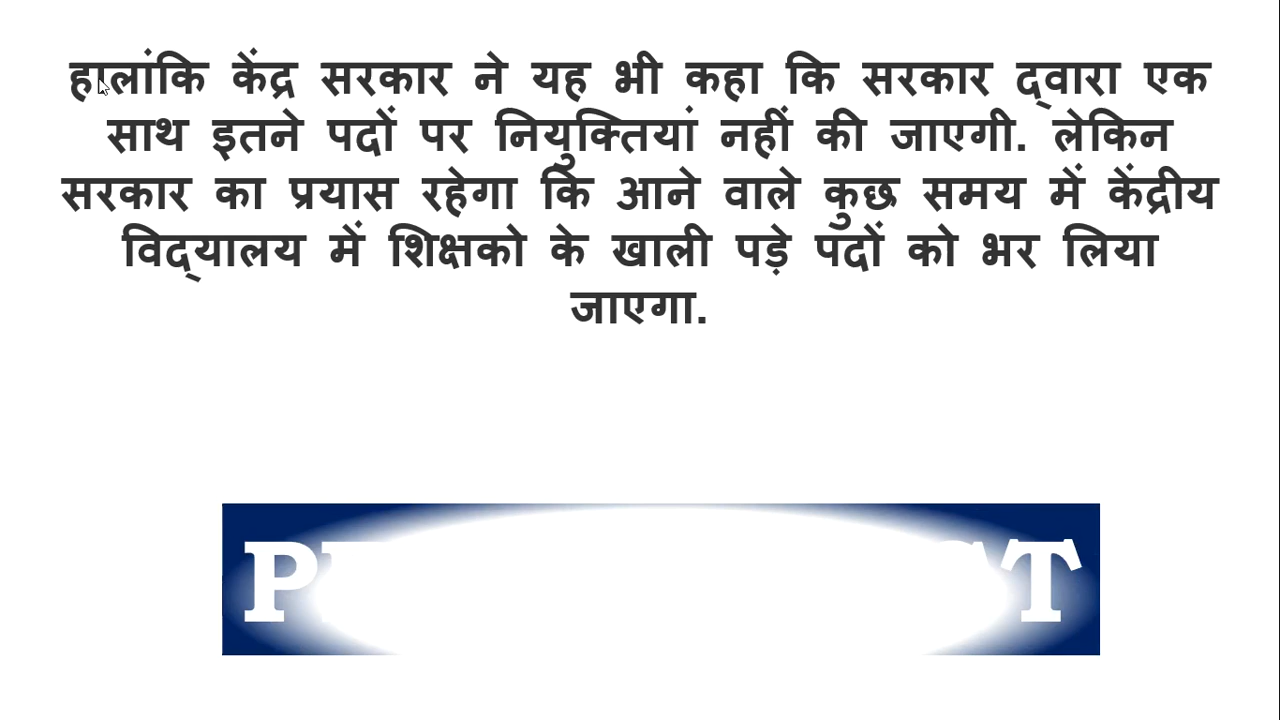 हालांकि केंद्र सरकार ने यह भी कहा कि सरकार द्वारा एक
साथ इतने पदों पर नियुक्तियां नहीं की जाएगी. लेकिन
सरकार का प्रयास रहेगा कि आने वाले कुछ समय में केंद्रीय
विद्यालय में शिक्षको के खाली पड़े पदों को भर लिया
जाएगा.